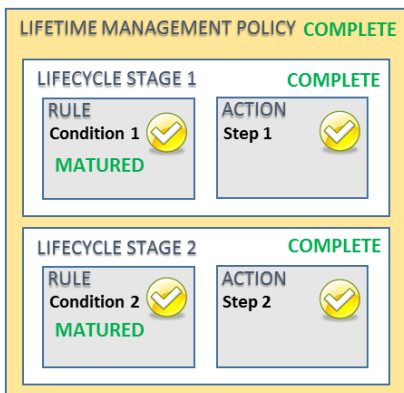 LIFETIME MANAGEMENT POLICY COMPLETE
LIFECYCLE STAGE 1 COMPLETE
RULE
Condition 1
MATURED
ACTION
Step 1
LIFECYCLE STAGE 2 COMPLETE
RULE
Condition 2
MATURED
ACTION
Step 2